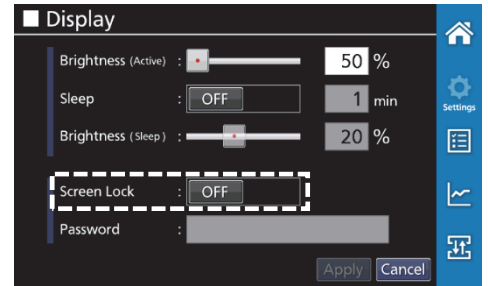 Display
Brightness (Active) : 50 %
Sleep : OFF 1 min
Brightness (Sleep) : 20 %
Screen Lock : OFF
Password :
Apply Cancel
Settings